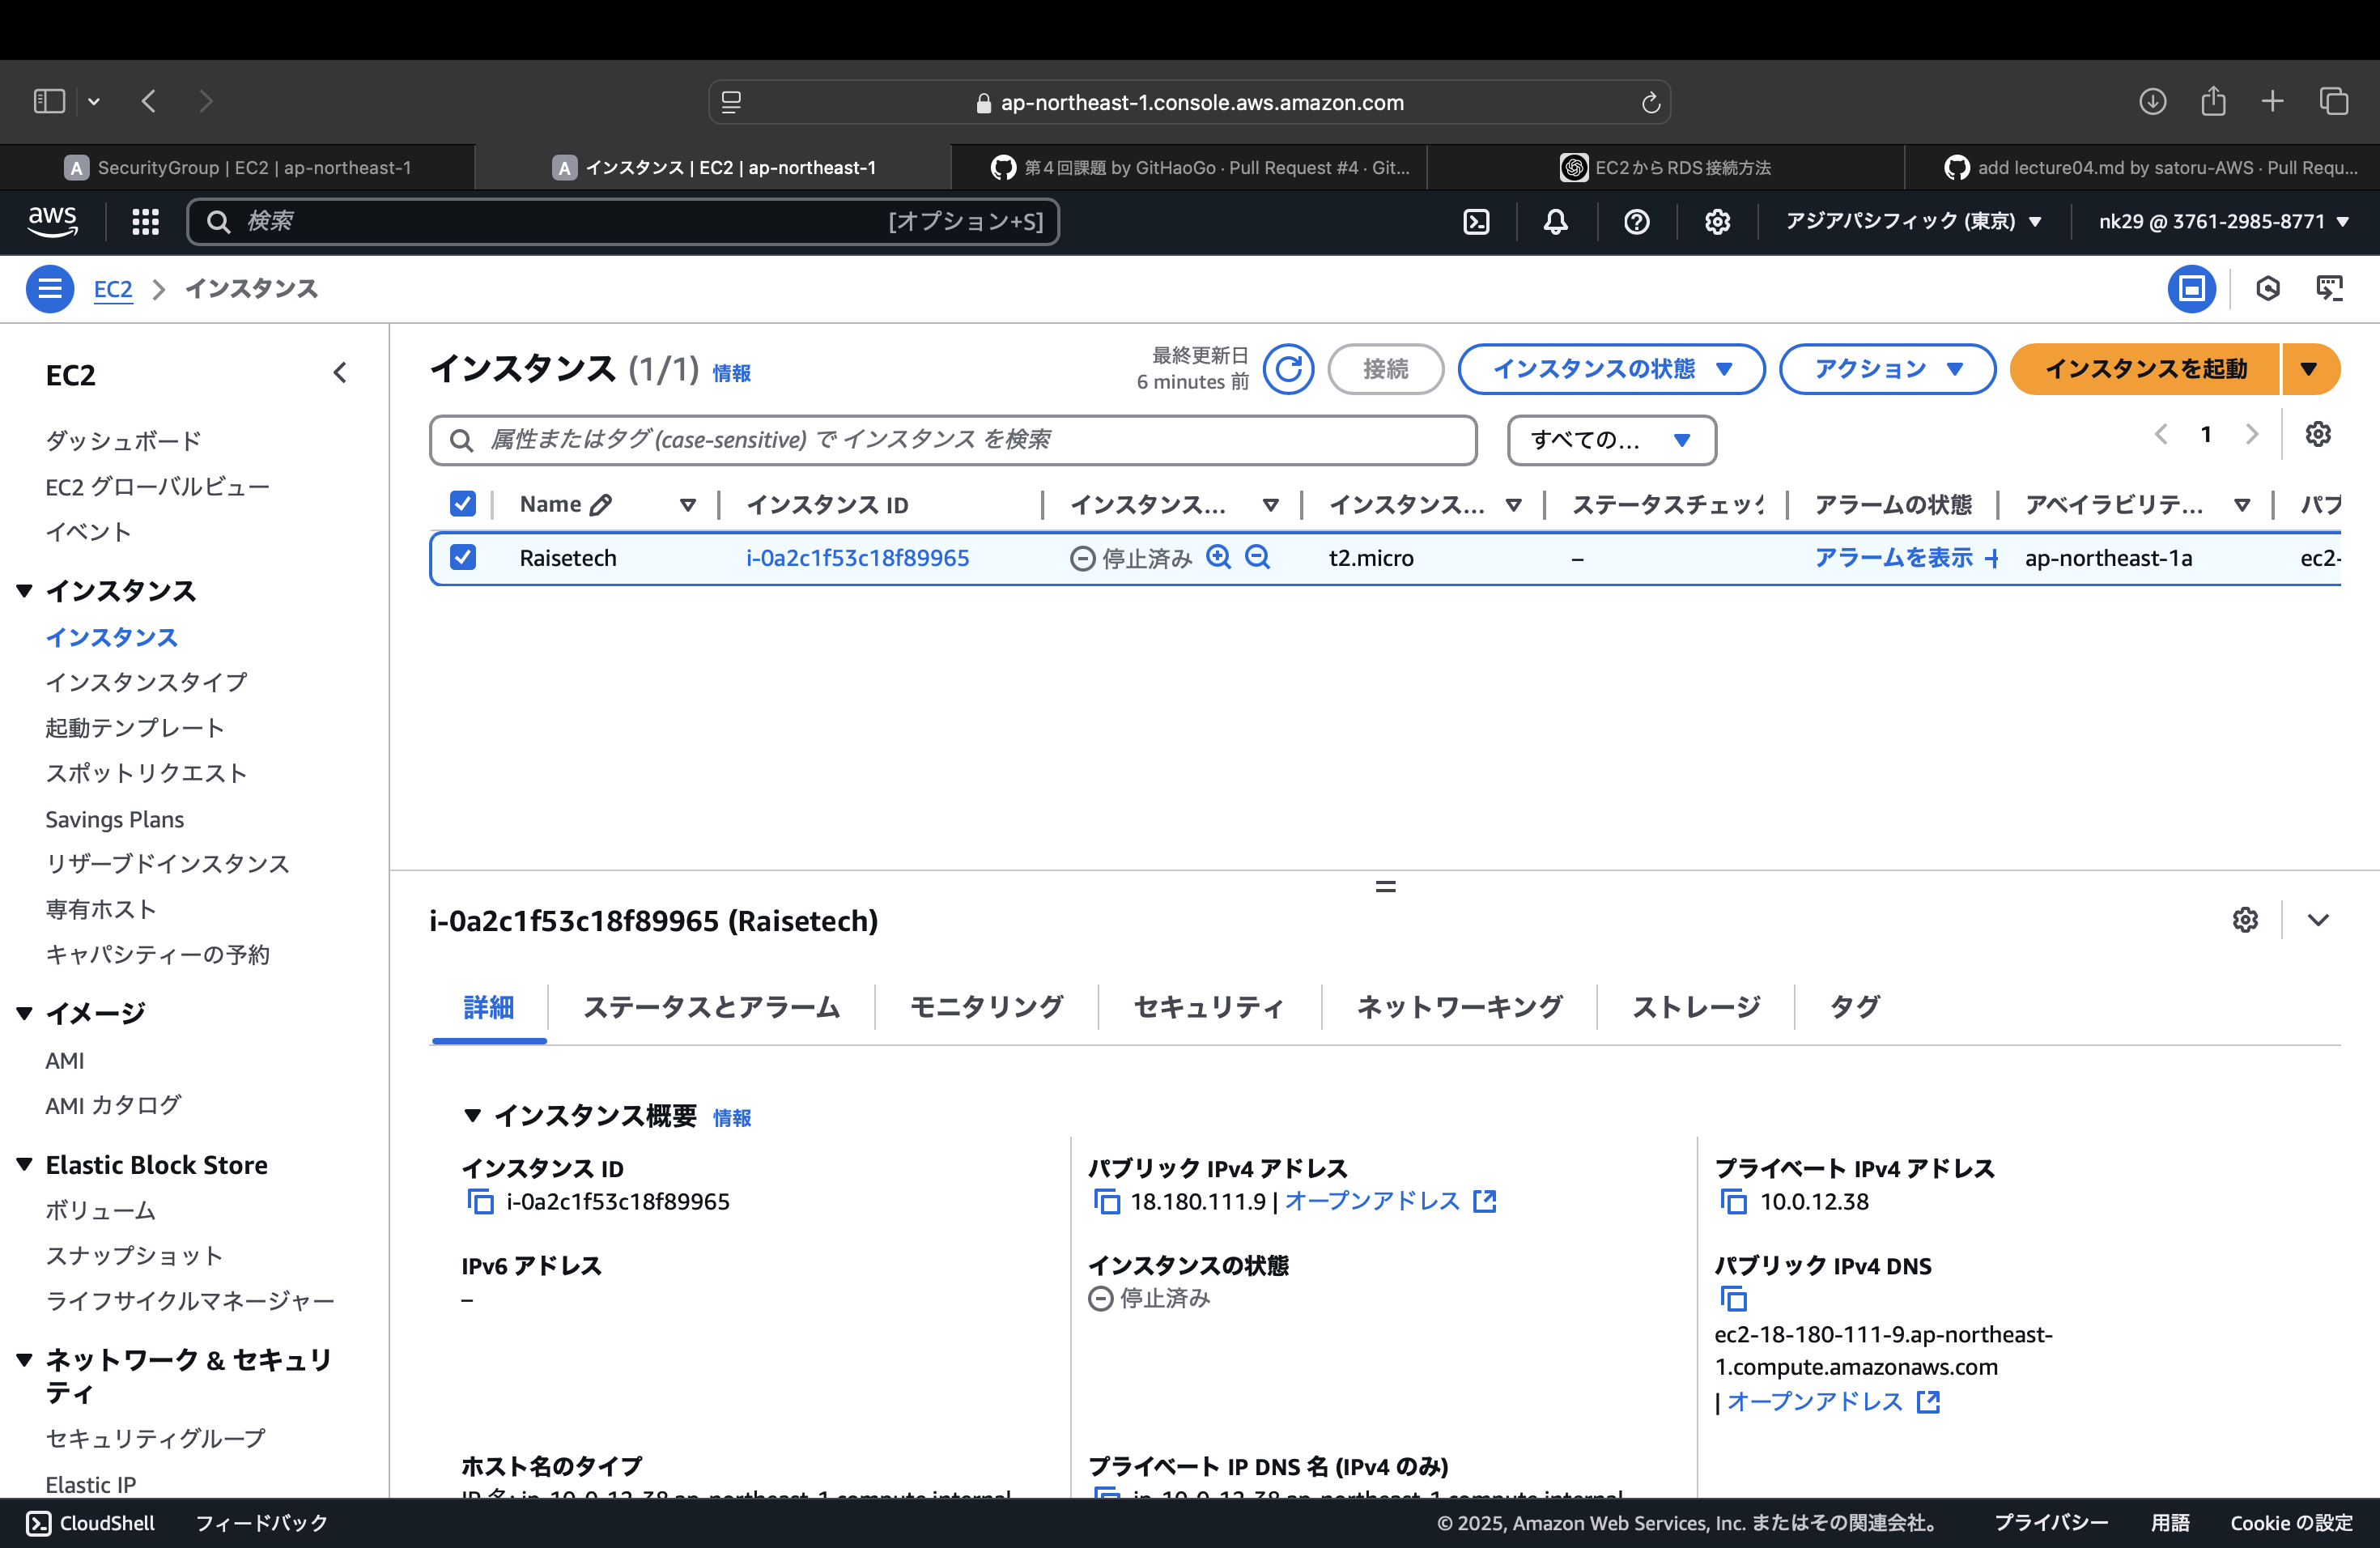 ap-northeast-1.console.aws.amazon.com
A SecurityGroup | EC2 | ap-northeast-1
A インスタンス | EC2 | ap-northeast-1
第4回課題 by GitHaoGo · Pull Request #4 · Git...
EC2からRDS接続方法
add lecture04.md by satoru-AWS · Pull Requ...
aws
検索
[オプション+S]
アジアパシフィック (東京)
nk29 @ 3761-2985-8771
EC2
インスタンス
EC2
ダッシュボード
EC2 グローバルビュー
イベント
インスタンス
インスタンス
インスタンスタイプ
起動テンプレート
スポットリクエスト
Savings Plans
リザーブドインスタンス
専有ホスト
キャパシティーの予約
イメージ
AMI
AMI カタログ
Elastic Block Store
ボリューム
スナップショット
ライフサイクルマネージャー
ネットワーク & セキュリ
ティ
セキュリティグループ
Elastic IP
インスタンス (1/1) 情報
最終更新日
6 minutes 前
接続
インスタンスの状態
アクション
インスタンスを起動
属性またはタグ (case-sensitive) で インスタンス を検索
すべての...
1
Name
インスタンス ID
インスタンス...
インスタンス...
ステータスチェック
アラームの状態
アベイラビリテ...
パブ
Raisetech
i-0a2c1f53c18f89965
停止済み
t2.micro
–
アラームを表示 +
ap-northeast-1a
ec2-
i-0a2c1f53c18f89965 (Raisetech)
詳細
ステータスとアラーム
モニタリング
セキュリティ
ネットワーキング
ストレージ
タグ
インスタンス概要 情報
インスタンス ID
i-0a2c1f53c18f89965
パブリック IPv4 アドレス
18.180.111.9 | オープンアドレス
プライベート IPv4 アドレス
10.0.12.38
IPv6 アドレス
–
インスタンスの状態
停止済み
パブリック IPv4 DNS
ec2-18-180-111-9.ap-northeast-
1.compute.amazonaws.com
| オープンアドレス
ホスト名のタイプ
IP 名: ip-10-0-12-38.ap-northeast-1.compute.internal
プライベート IP DNS 名 (IPv4 のみ)
ip-10-0-12-38.ap-northeast-1.compute.internal
CloudShell
フィードバック
© 2025, Amazon Web Services, Inc. またはその関連会社。
プライバシー
用語
Cookie の設定